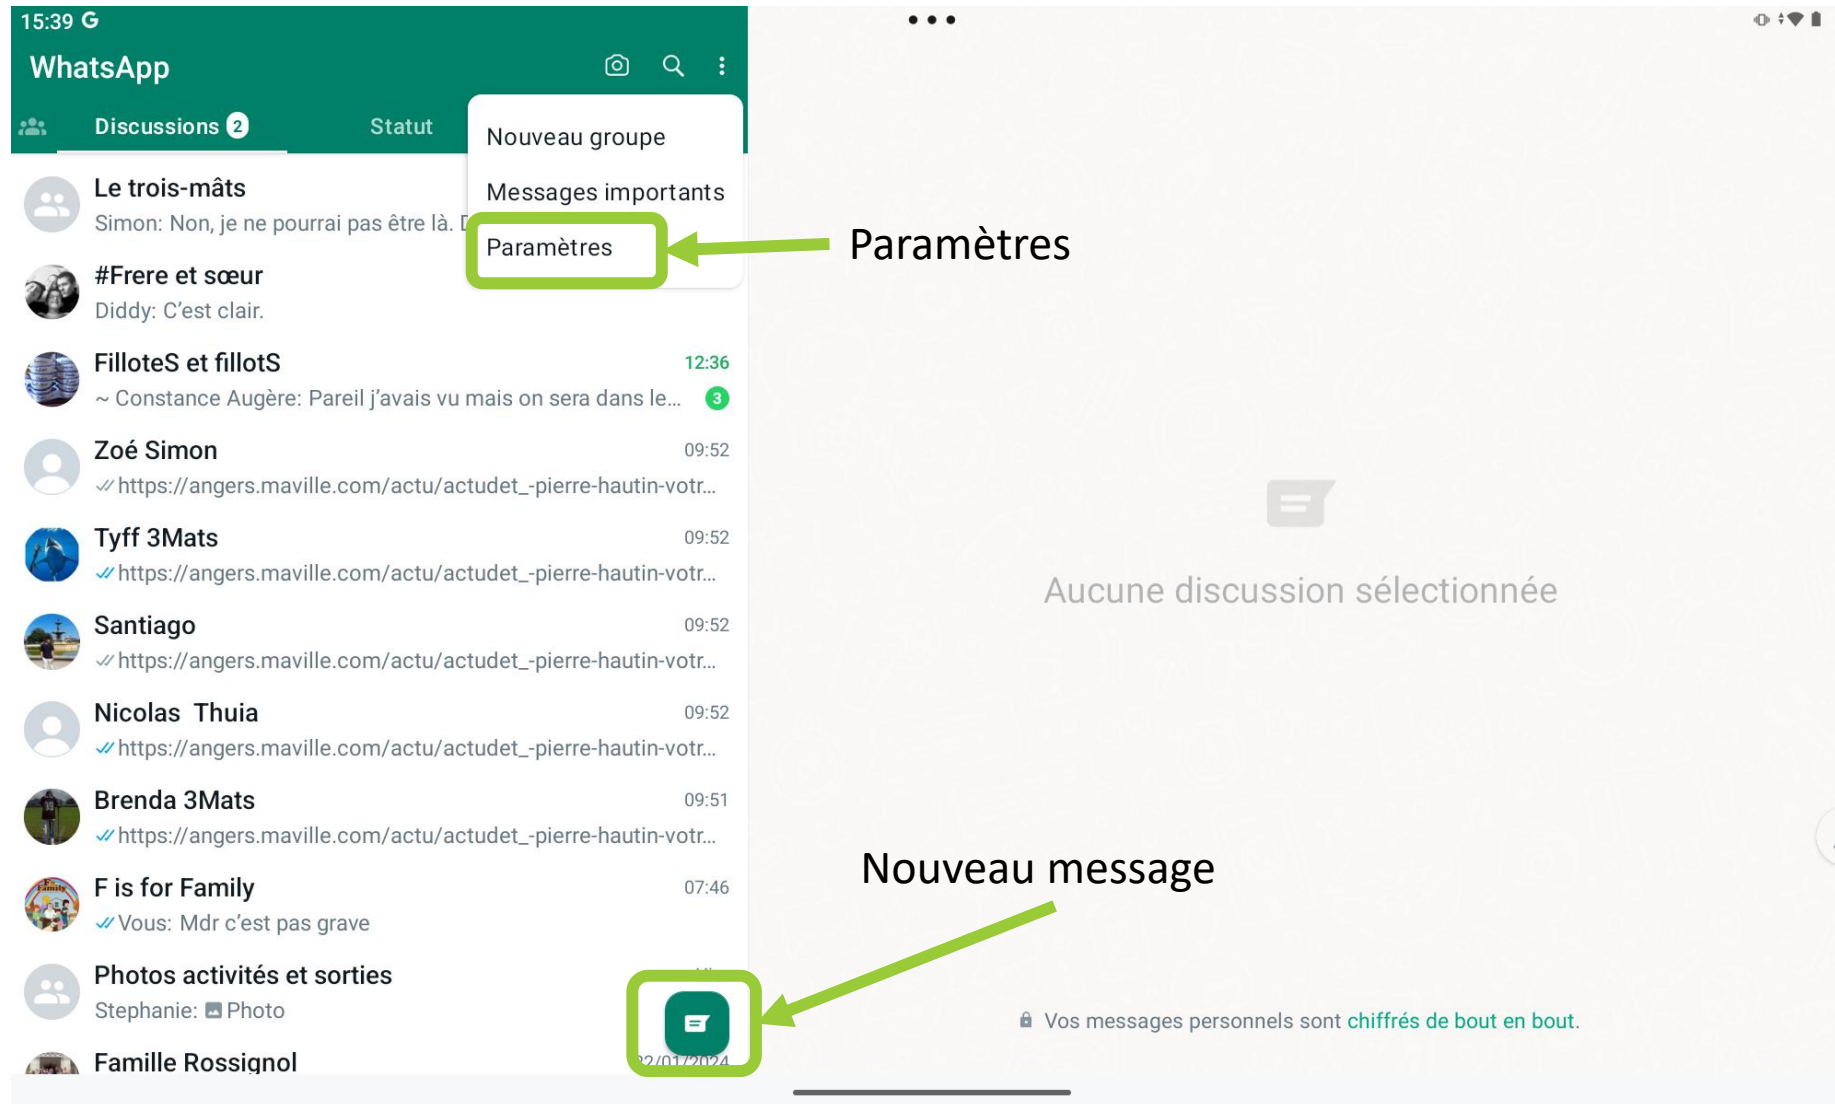 15:39 G
WhatsApp
Discussions 2 Statut
Nouveau groupe
Messages importants
Paramètres
Paramètres
Le trois-mâts
Simon: Non, je ne pourrai pas être là.
#Frere et sœur
Diddy: C'est clair.
FilloteS et fillotS 12:36
~ Constance Augère: Pareil j'avais vu mais on sera dans le... 3
Zoé Simon 09:52
https://angers.maville.com/actu/actudet_-pierre-hautin-votr...
Tyff 3Mats 09:52
https://angers.maville.com/actu/actudet_-pierre-hautin-votr...
Santiago 09:52
https://angers.maville.com/actu/actudet_-pierre-hautin-votr...
Nicolas  Thuia 09:52
https://angers.maville.com/actu/actudet_-pierre-hautin-votr...
Brenda 3Mats 09:51
https://angers.maville.com/actu/actudet_-pierre-hautin-votr...
F is for Family 07:46
Vous: Mdr c'est pas grave
Photos activités et sorties
Stephanie: Photo
Famille Rossignol 22/01/2024
Aucune discussion sélectionnée
Nouveau message
Vos messages personnels sont chiffrés de bout en bout.